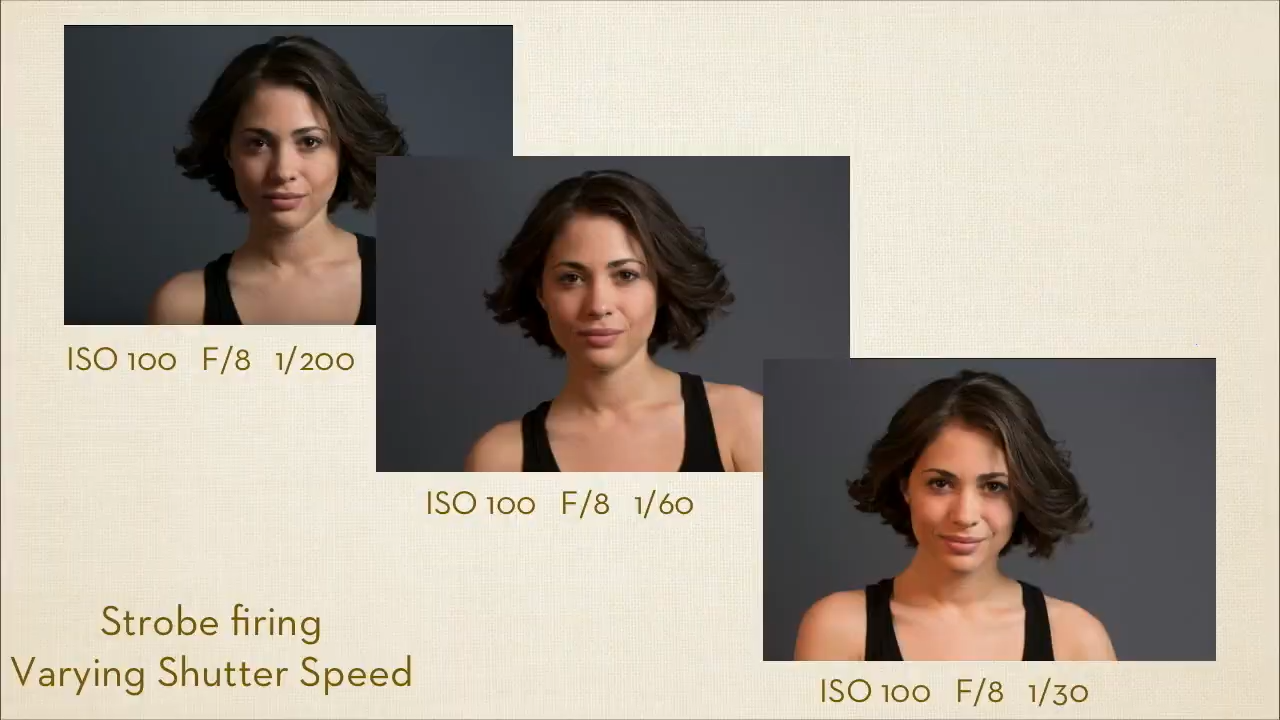 ISO 100 F/8 1/200
ISO 100 F/8 1/60
Strobe firing
Varying Shutter Speed
ISO 100 F/8 1/30